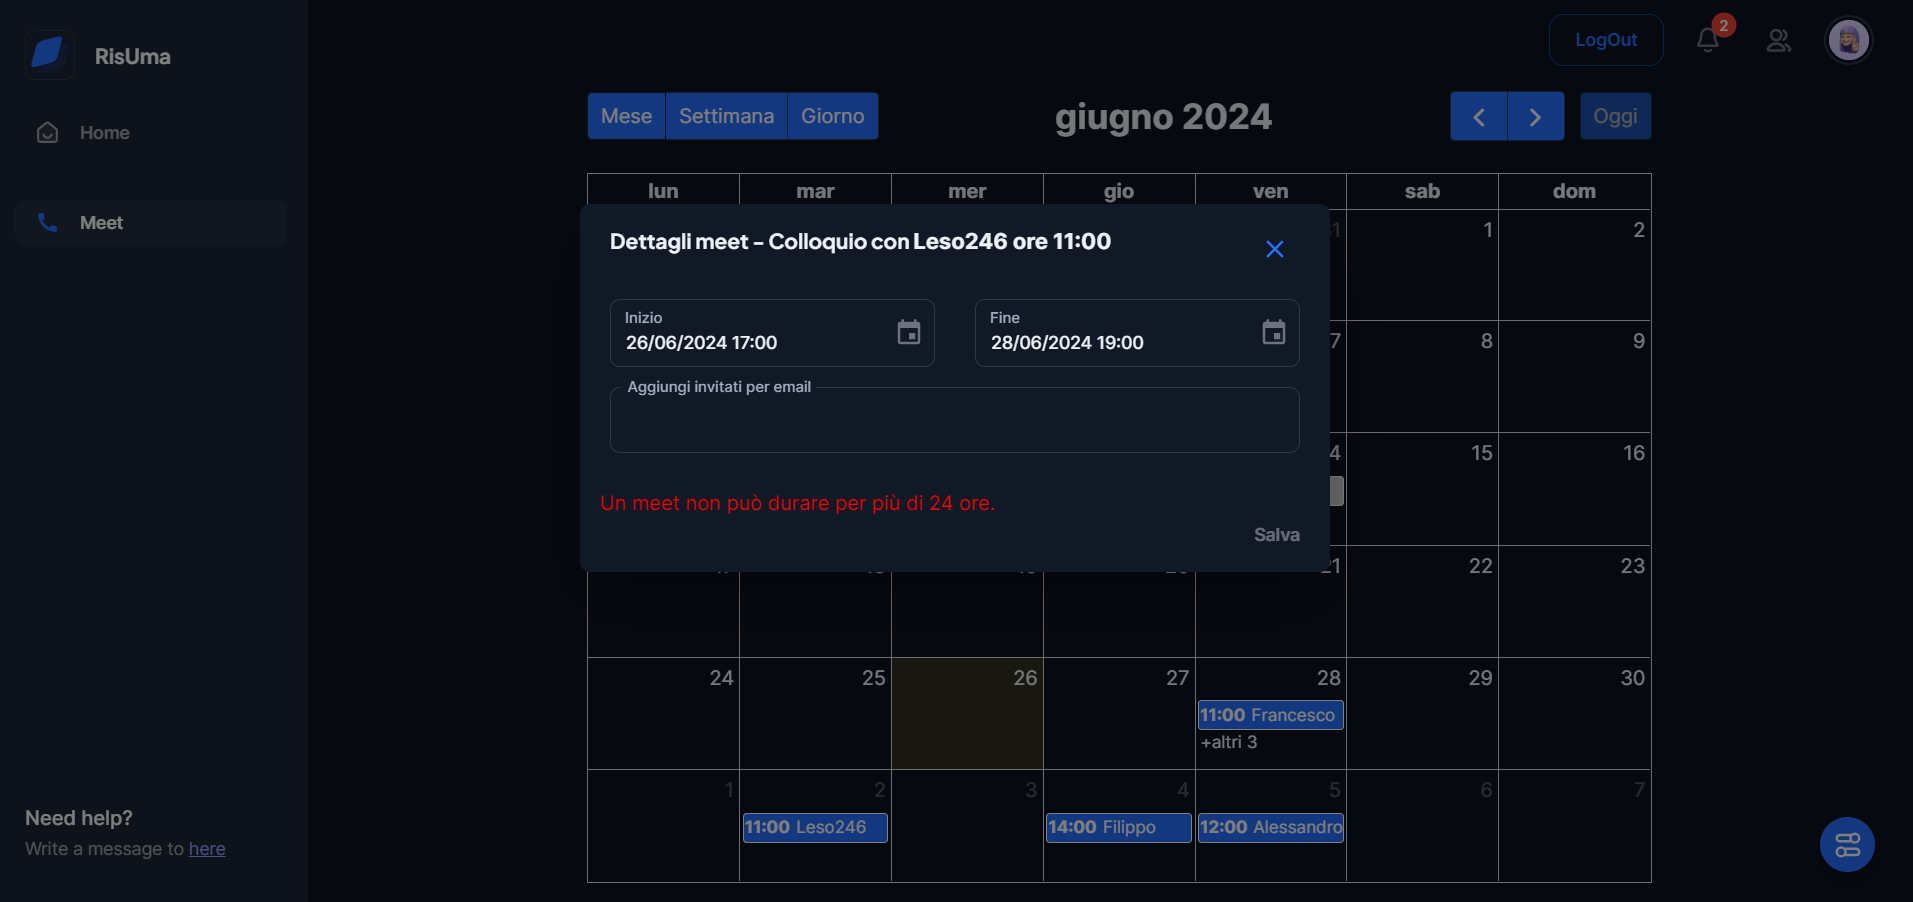 RisUma
Home
Meet
Need help?
Write a message to here
LogOut
2
Mese Settimana Giorno
giugno 2024
Oggi
lun mar mer gio ven sab dom
1 2
Dettagli meet – Colloquio con Leso246 ore 11:00
Inizio
26/06/2024 17:00
Fine
28/06/2024 19:00
Aggiungi invitati per email
Un meet non può durare per più di 24 ore.
Salva
7 8 9
4 15 16
21 22 23
24 25 26 27 28 29 30
11:00 Francesco
+altri 3
1 2 3 4 5 6 7
11:00 Leso246 14:00 Filippo 12:00 Alessandro